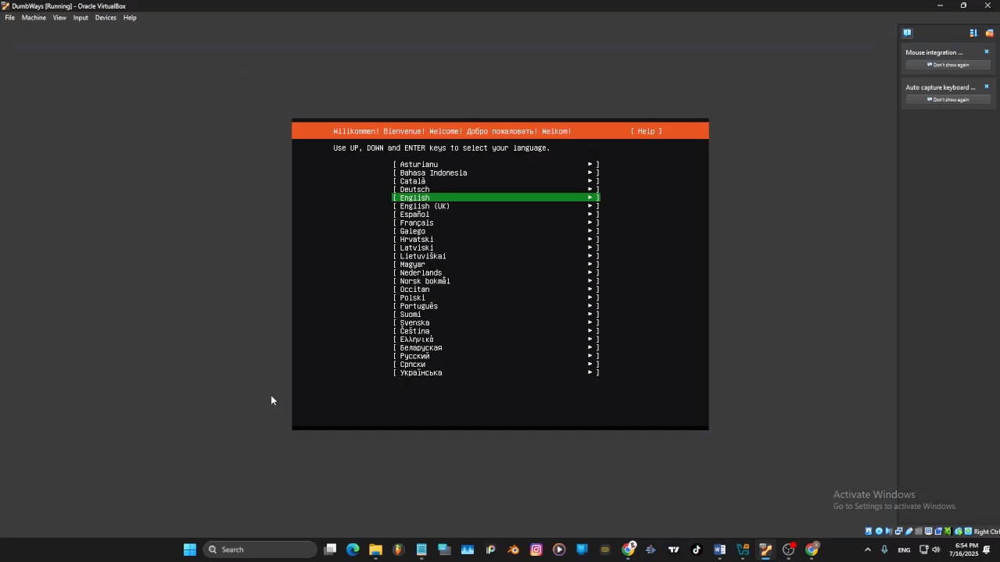 DumbWays [Running] - Oracle VirtualBox
File Machine View Input Devices Help
Mouse integration ...
Don't show again
Auto capture keyboard ...
Don't show again
Willkommen! Bienvenue! Welcome! Добро пожаловать! Welkom! [ Help ]
Use UP, DOWN and ENTER keys to select your language.
[ Asturianu ► ]
[ Bahasa Indonesia ► ]
[ Català ► ]
[ Deutsch ► ]
[ English ► ]
[ English (UK) ► ]
[ Español ► ]
[ Français ► ]
[ Galego ► ]
[ Hrvatski ► ]
[ Latviski ► ]
[ Lietuviškai ► ]
[ Magyar ► ]
[ Nederlands ► ]
[ Norsk bokmål ► ]
[ Occitan ► ]
[ Polski ► ]
[ Português ► ]
[ Suomi ► ]
[ Svenska ► ]
[ Čeština ► ]
[ Ελληνικά ► ]
[ Беларуская ► ]
[ Русский ► ]
[ Српски ► ]
[ Українська ► ]
Activate Windows
Go to Settings to activate Windows.
Right Ctrl
Search
ENG
6:54 PM
7/16/2025